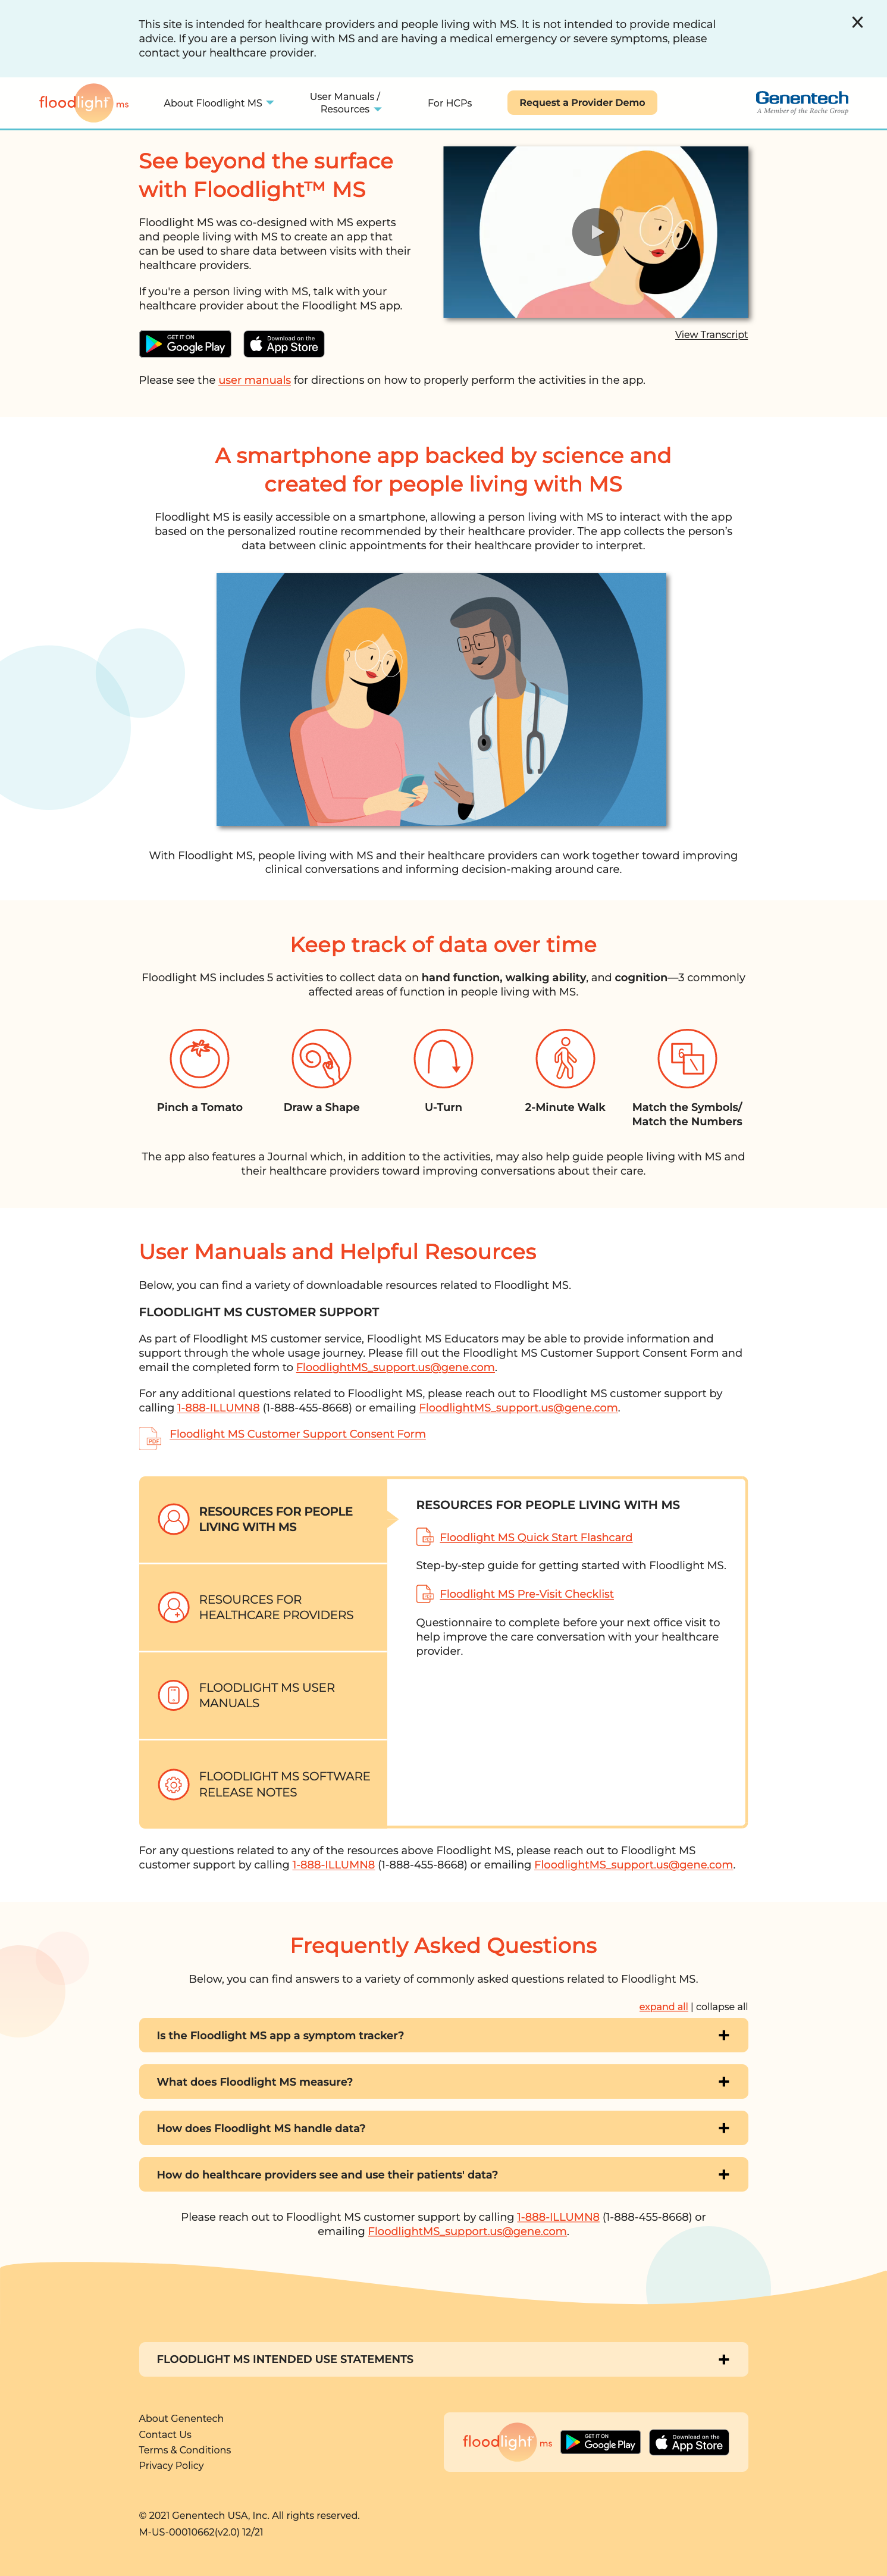 This site is intended for healthcare providers and people living with MS. It is not intended to provide medical
advice. If you are a person living with MS and are having a medical emergency or severe symptoms, please
contact your healthcare provider.
floodlight ms
About Floodlight MS
User Manuals /
Resources
For HCPs
Request a Provider Demo
Genentech
A Member of the Roche Group
See beyond the surface
with Floodlight™ MS
Floodlight MS was co-designed with MS experts
and people living with MS to create an app that
can be used to share data between visits with their
healthcare providers.
If you're a person living with MS, talk with your
healthcare provider about the Floodlight MS app.
GET IT ON
Google Play
Download on the
App Store
View Transcript
Please see the user manuals for directions on how to properly perform the activities in the app.
A smartphone app backed by science and
created for people living with MS
Floodlight MS is easily accessible on a smartphone, allowing a person living with MS to interact with the app
based on the personalized routine recommended by their healthcare provider. The app collects the person's
data between clinic appointments for their healthcare provider to interpret.
With Floodlight MS, people living with MS and their healthcare providers can work together toward improving
clinical conversations and informing decision-making around care.
Keep track of data over time
Floodlight MS includes 5 activities to collect data on hand function, walking ability, and cognition—3 commonly
affected areas of function in people living with MS.
6
Pinch a Tomato
Draw a Shape
U-Turn
2-Minute Walk
Match the Symbols/
Match the Numbers
The app also features a Journal which, in addition to the activities, may also help guide people living with MS and
their healthcare providers toward improving conversations about their care.
User Manuals and Helpful Resources
Below, you can find a variety of downloadable resources related to Floodlight MS.
FLOODLIGHT MS CUSTOMER SUPPORT
As part of Floodlight MS customer service, Floodlight MS Educators may be able to provide information and
support through the whole usage journey. Please fill out the Floodlight MS Customer Support Consent Form and
email the completed form to FloodlightMS_support.us@gene.com.
For any additional questions related to Floodlight MS, please reach out to Floodlight MS customer support by
calling 1-888-ILLUMN8 (1-888-455-8668) or emailing FloodlightMS_support.us@gene.com.
PDF
Floodlight MS Customer Support Consent Form
RESOURCES FOR PEOPLE
LIVING WITH MS
RESOURCES FOR
HEALTHCARE PROVIDERS
FLOODLIGHT MS USER
MANUALS
FLOODLIGHT MS SOFTWARE
RELEASE NOTES
RESOURCES FOR PEOPLE LIVING WITH MS
PDF
Floodlight MS Quick Start Flashcard
Step-by-step guide for getting started with Floodlight MS.
PDF
Floodlight MS Pre-Visit Checklist
Questionnaire to complete before your next office visit to
help improve the care conversation with your healthcare
provider.
For any questions related to any of the resources above Floodlight MS, please reach out to Floodlight MS
customer support by calling 1-888-ILLUMN8 (1-888-455-8668) or emailing FloodlightMS_support.us@gene.com.
Frequently Asked Questions
Below, you can find answers to a variety of commonly asked questions related to Floodlight MS.
expand all | collapse all
Is the Floodlight MS app a symptom tracker?
What does Floodlight MS measure?
How does Floodlight MS handle data?
How do healthcare providers see and use their patients' data?
Please reach out to Floodlight MS customer support by calling 1-888-ILLUMN8 (1-888-455-8668) or
emailing FloodlightMS_support.us@gene.com.
FLOODLIGHT MS INTENDED USE STATEMENTS
About Genentech
Contact Us
Terms & Conditions
Privacy Policy
floodlight ms
GET IT ON
Google Play
Download on the
App Store
© 2021 Genentech USA, Inc. All rights reserved.
M-US-00010662(v2.0) 12/21